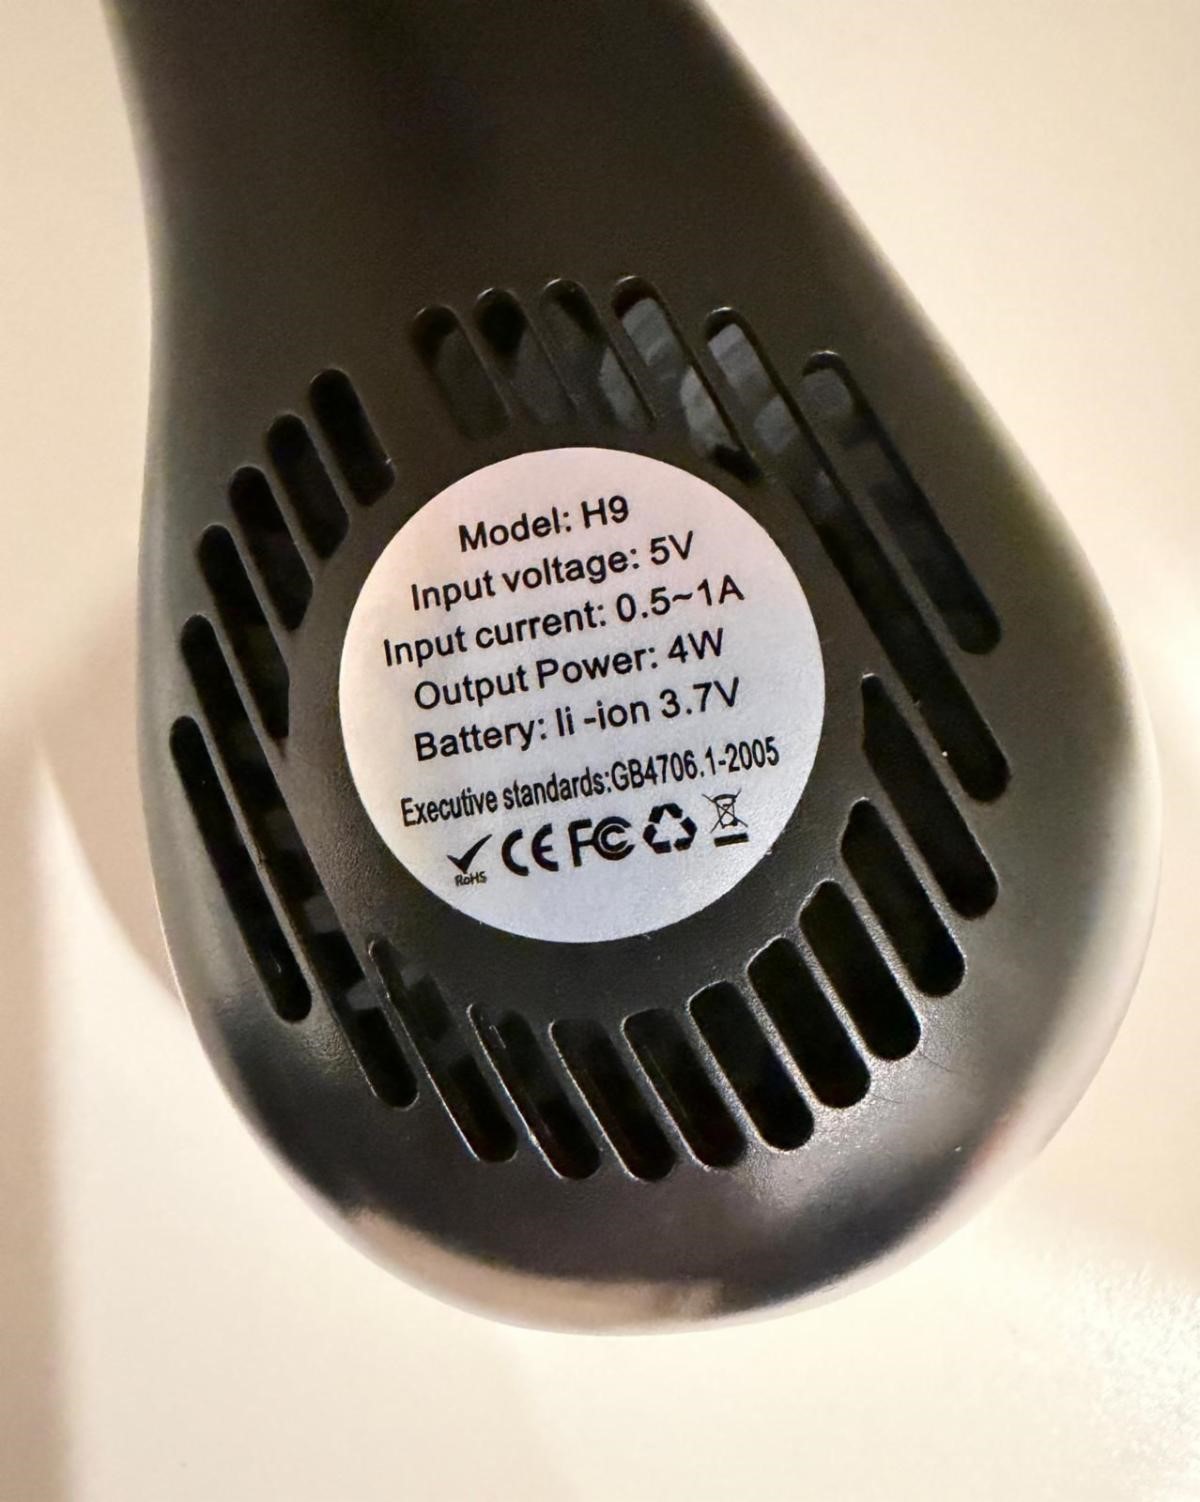 Model: H9
Input voltage: 5V
Input current: 0.5~1A
Output Power: 4W
Battery: li -ion 3.7V
Executive standards:GB4706.1-2005
RoHS CE FC